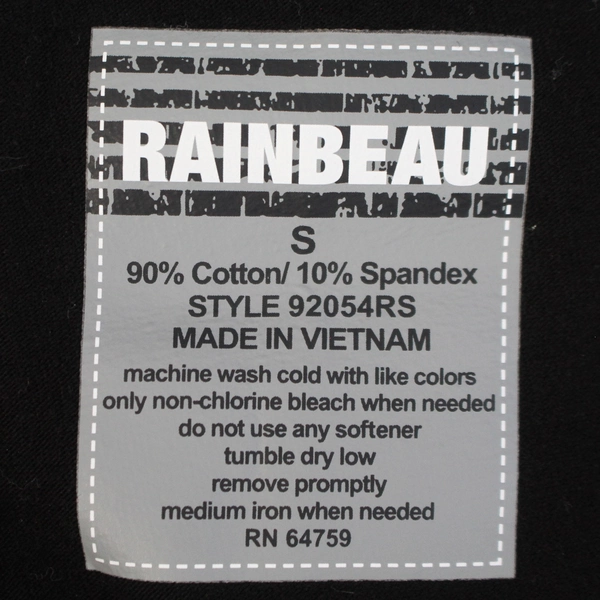 RAINBEAU
S
90% Cotton/ 10% Spandex
STYLE 92054RS
MADE IN VIETNAM
machine wash cold with like colors
only non-chlorine bleach when needed
do not use any softener
tumble dry low
remove promptly
medium iron when needed
RN 64759